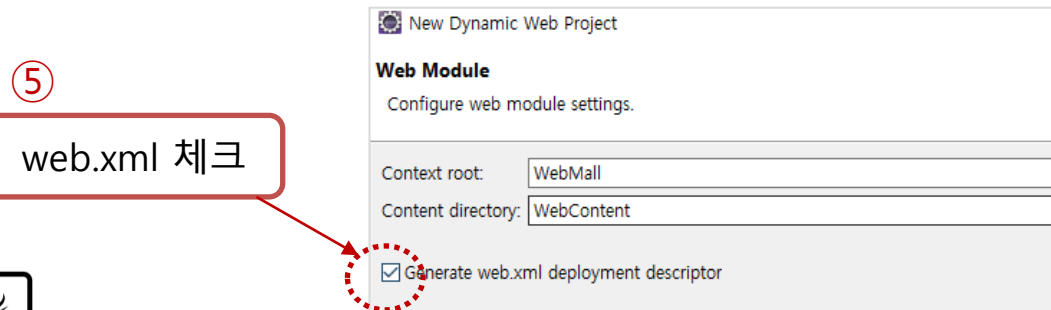 New Dynamic Web Project
⑤
Web Module
Configure web module settings.
web.xml 체크
Context root: WebMall
Content directory: WebContent
Generate web.xml deployment descriptor